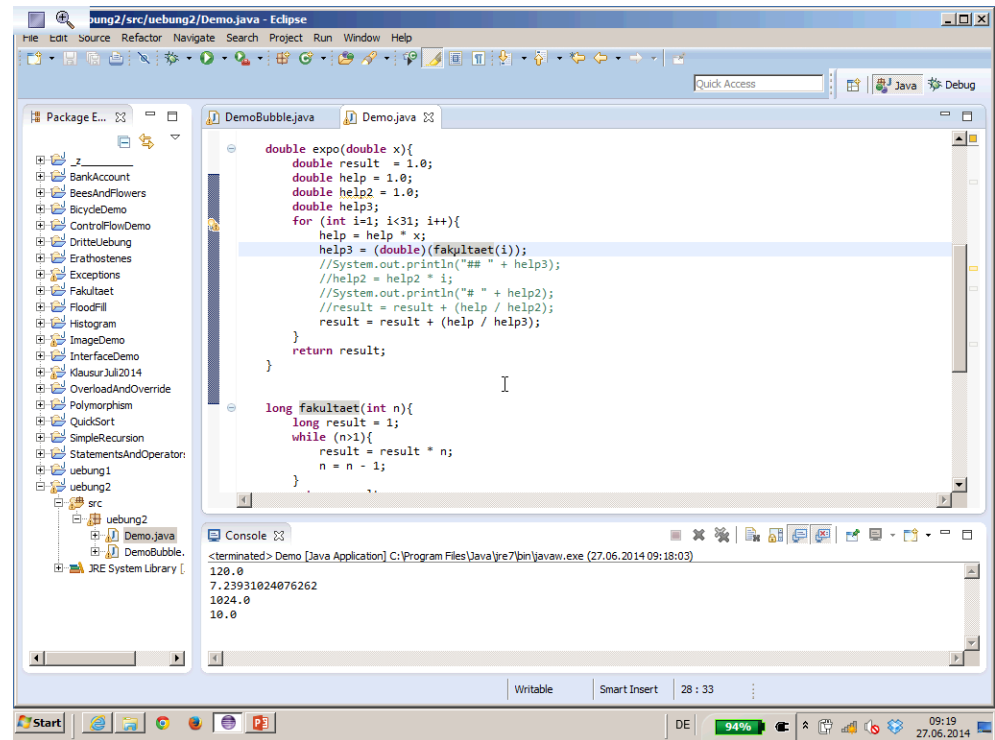 bung2/src/uebung2/Demo.java - Eclipse
File Edit Source Refactor Navigate Search Project Run Window Help
Quick Access
Java
Debug
Package E...
DemoBubble.java
Demo.java
_z_________
BankAccount
BeesAndFlowers
BicycleDemo
ControlFlowDemo
DritteUebung
Erathostenes
Exceptions
Fakultaet
FloodFill
Histogram
ImageDemo
InterfaceDemo
KlausurJuli2014
OverloadAndOverride
Polymorphism
QuickSort
SimpleRecursion
StatementsAndOperators
uebung1
uebung2
src
uebung2
Demo.java
DemoBubble.
JRE System Library [
double expo(double x){
double result  = 1.0;
double help = 1.0;
double help2 = 1.0;
double help3;
for (int i=1; i<31; i++){
help = help * x;
help3 = (double)(fakultaet(i));
//System.out.println("## " + help3);
//help2 = help2 * i;
//System.out.println("# " + help2);
//result = result + (help / help2);
result = result + (help / help3);
}
return result;
}
long fakultaet(int n){
long result = 1;
while (n>1){
result = result * n;
n = n - 1;
}
Console
<terminated> Demo [Java Application] C:\Program Files\Java\jre7\bin\javaw.exe (27.06.2014 09:18:03)
120.0
7.23931024076262
1024.0
10.0
Writable
Smart Insert
28 : 33
Start
DE
94%
09:19
27.06.2014